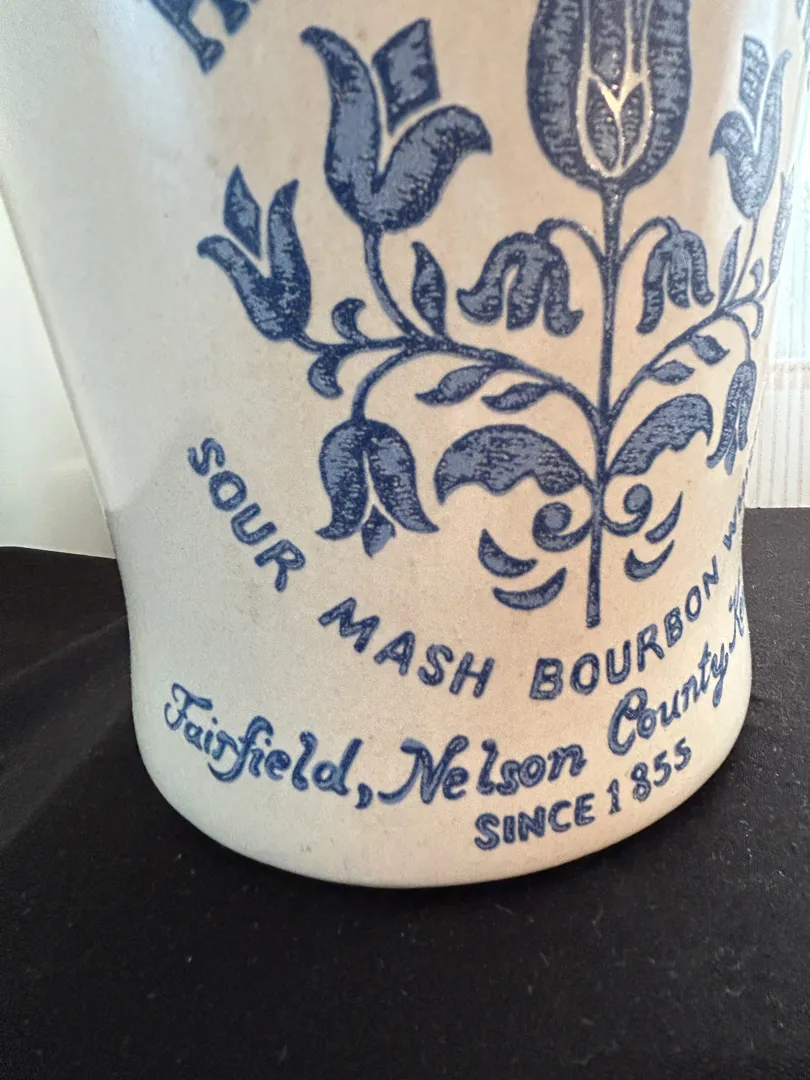 SOUR MASH BOURBON
Fairfield, Nelson County,
SINCE 1855